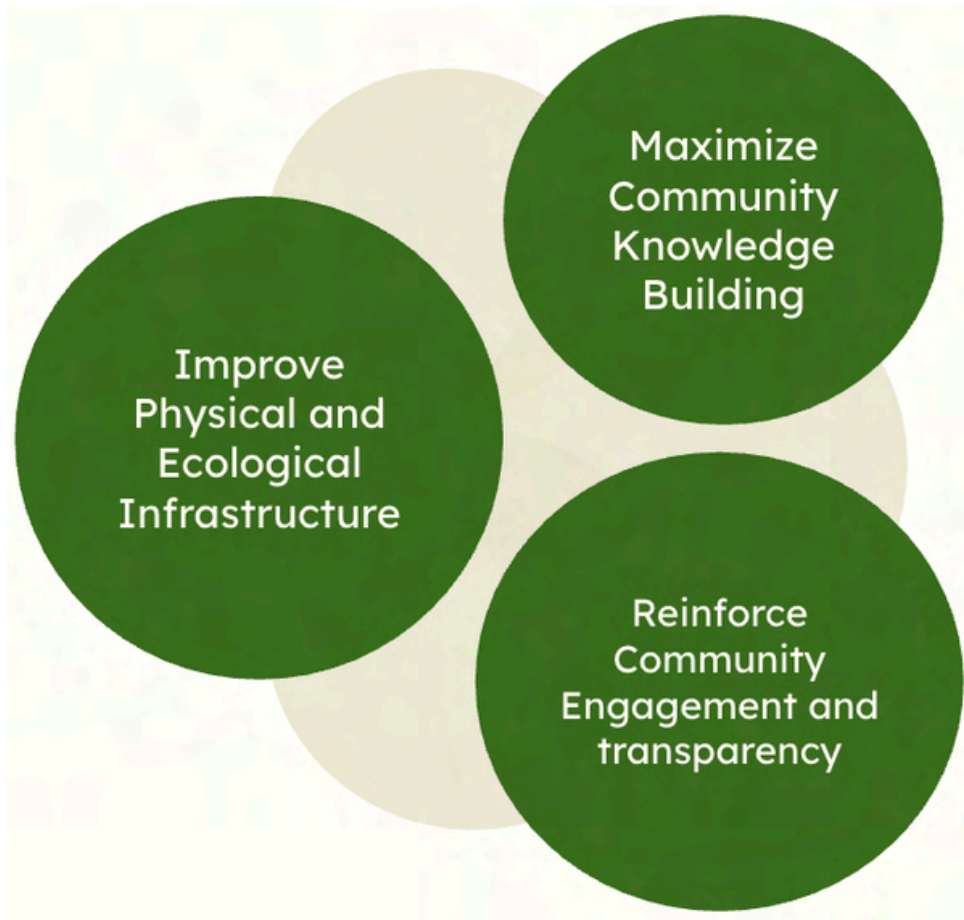 Maximize
Community
Knowledge
Building
Improve
Physical and
Ecological
Infrastructure
Reinforce
Community
Engagement and
transparency